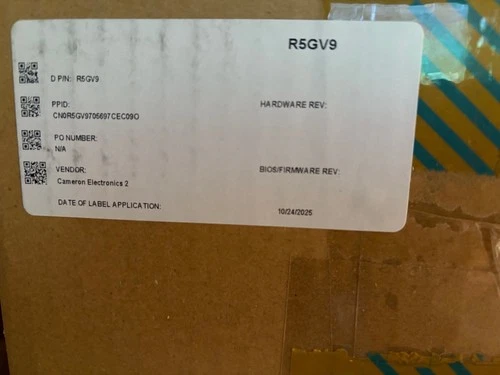 R5GV9
D P/N: R5GV9
PPID: HARDWARE REV:
CN0R5GV9705697CEC09O
PO NUMBER:
N/A
VENDOR: BIOS/FIRMWARE REV:
Cameron Electronics 2
DATE OF LABEL APPLICATION: 10/24/2025